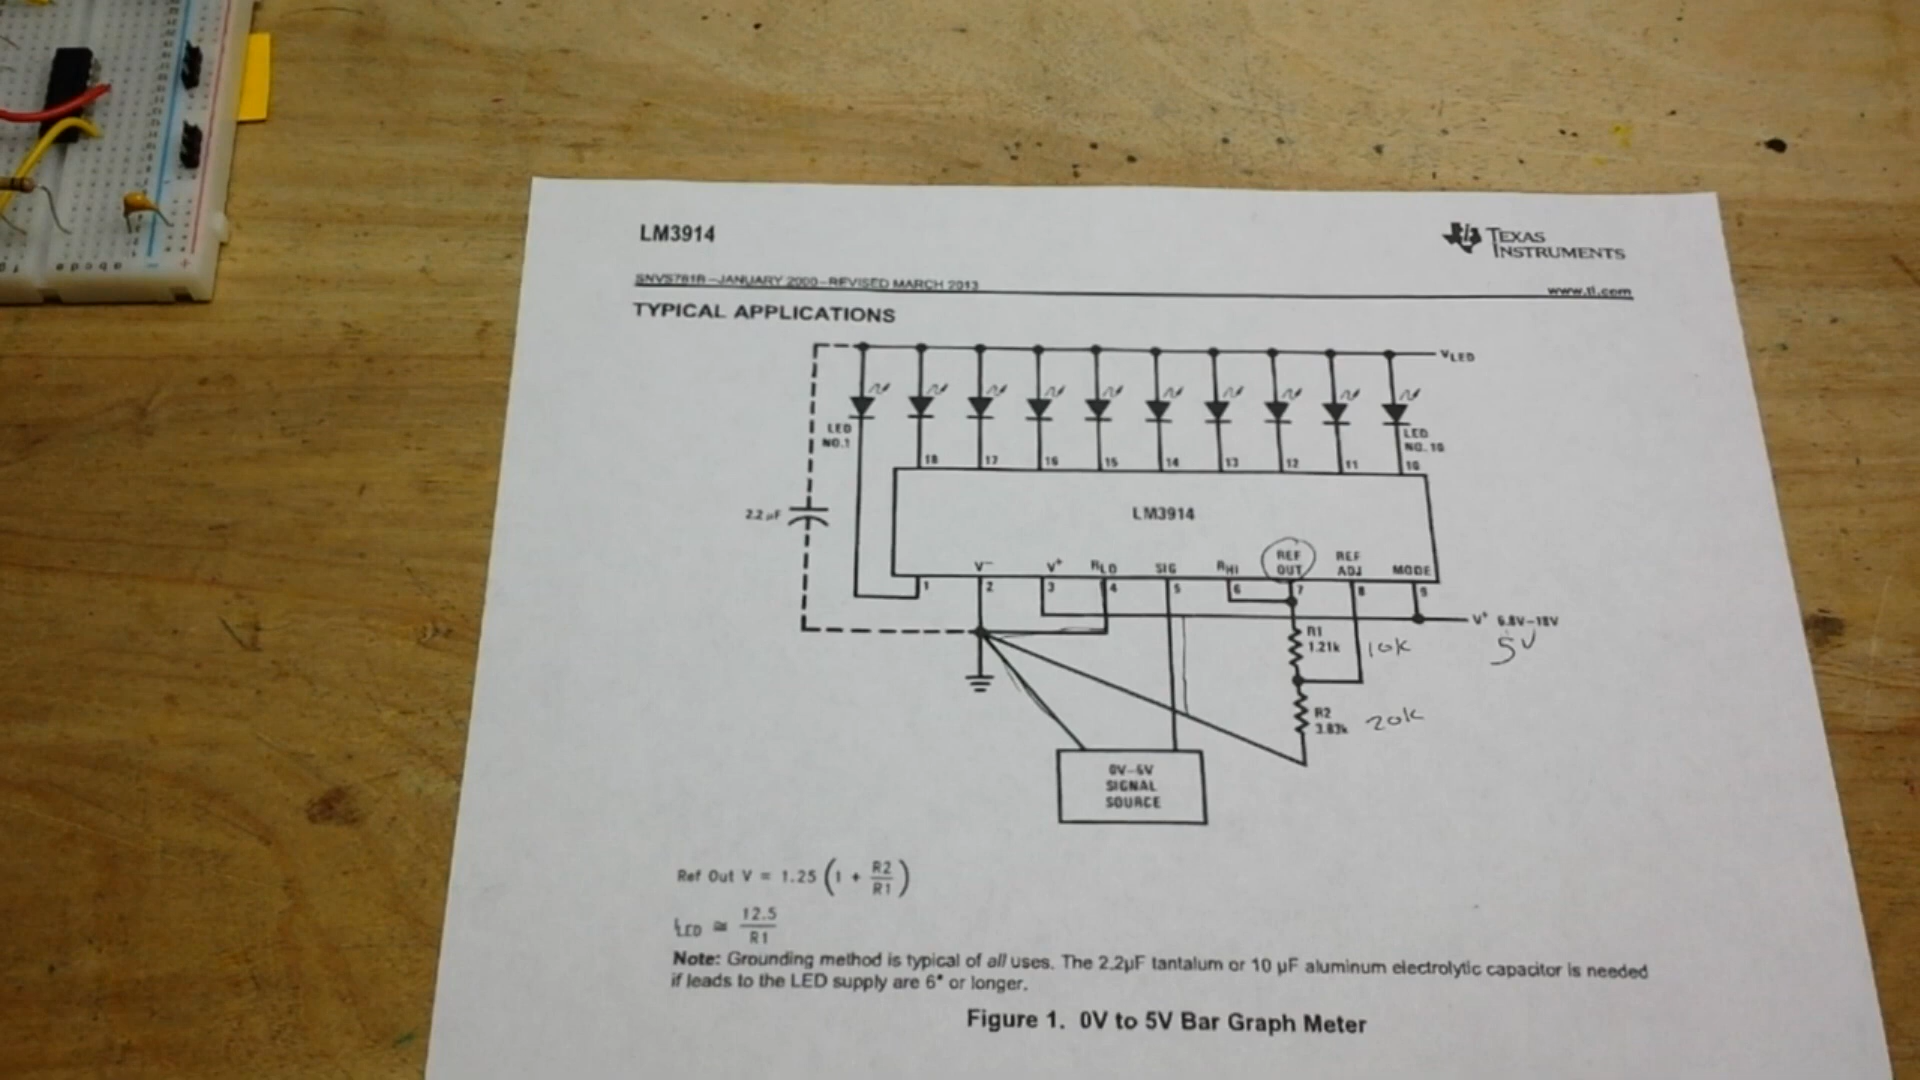 LM3914
TEXAS
INSTRUMENTS
SNVS781B –JANUARY 2000–REVISED MARCH 2013
www.ti.com
TYPICAL APPLICATIONS
VLED
LED
NO.1
LED
NO. 10
18 17 16 15 14 13 12 11 10
2.2 µF
LM3914
V⁻ V⁺ RLO SIG RHI REF OUT REF ADJ MODE
1 2 3 4 5 6 7 8 9
V⁺ 6.8V–18V
5V
R1
1.21k
10K
R2
3.83k
20K
0V–5V
SIGNAL
SOURCE
Ref Out V = 1.25 (1 + R2/R1)
ILED ≅ 12.5/R1
Note: Grounding method is typical of all uses. The 2.2µF tantalum or 10 µF aluminum electrolytic capacitor is needed
if leads to the LED supply are 6" or longer.
Figure 1. 0V to 5V Bar Graph Meter